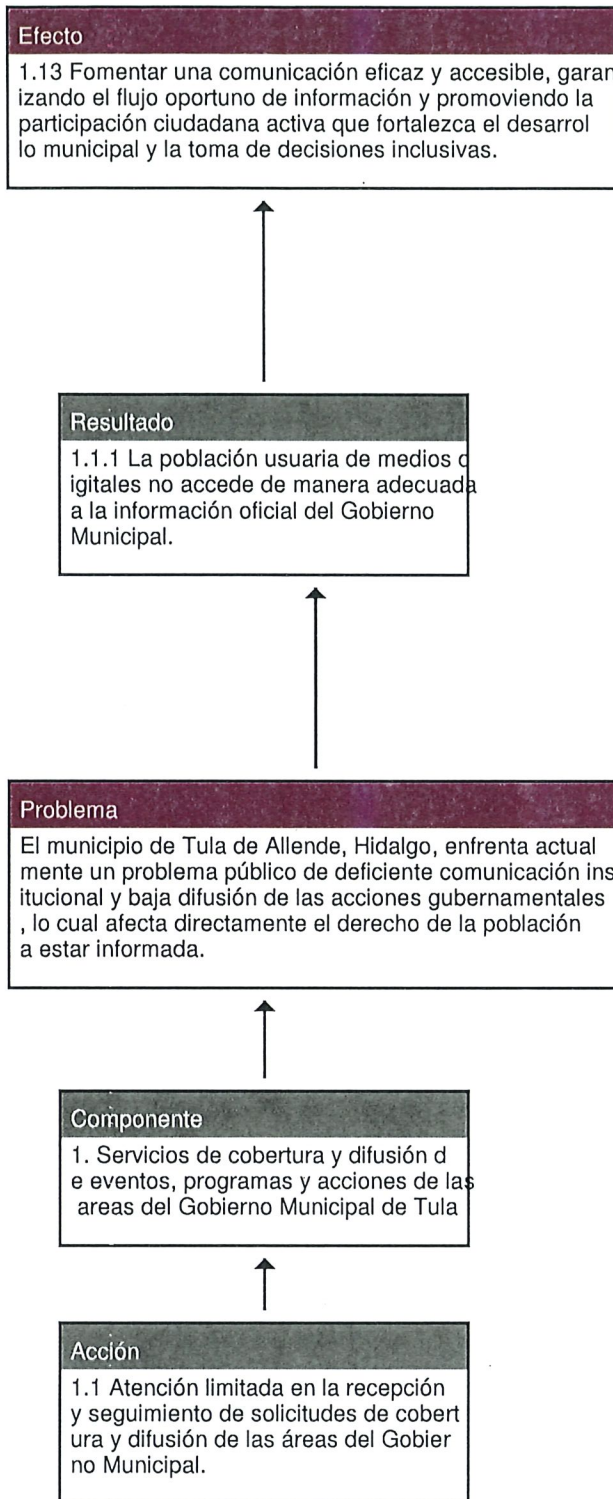 Efecto
1.13 Fomentar una comunicación eficaz y accesible, garan
izando el flujo oportuno de información y promoviendo la
participación ciudadana activa que fortalezca el desarrol
lo municipal y la toma de decisiones inclusivas.
Resultado
1.1.1 La población usuaria de medios d
igitales no accede de manera adecuada
a la información oficial del Gobierno
Municipal.
Problema
El municipio de Tula de Allende, Hidalgo, enfrenta actual
mente un problema público de deficiente comunicación ins
itucional y baja difusión de las acciones gubernamentales
, lo cual afecta directamente el derecho de la población
a estar informada.
Componente
1. Servicios de cobertura y difusión d
e eventos, programas y acciones de las
areas del Gobierno Municipal de Tula
Acción
1.1 Atención limitada en la recepción
y seguimiento de solicitudes de cobert
ura y difusión de las áreas del Gobier
no Municipal.